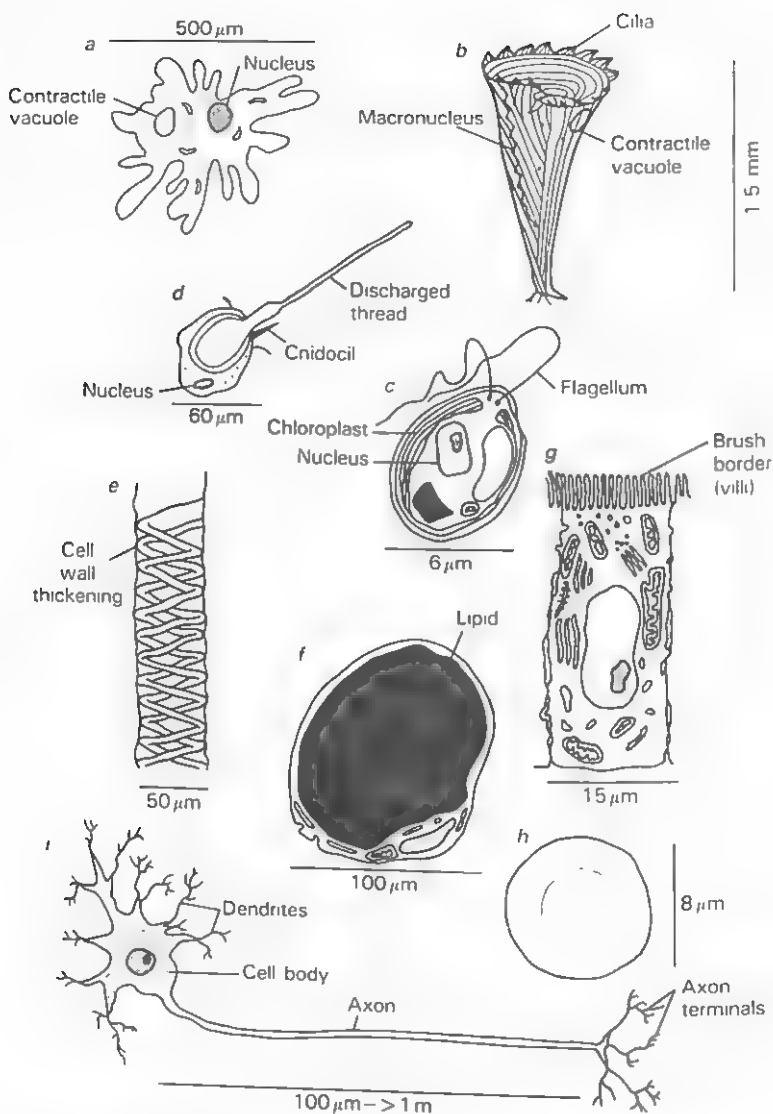 500 μm
a
Nucleus
Contractile
vacuole
b
Cilia
Macronucleus
Contractile
vacuole
1 5 mm
d
Discharged
thread
Cnidocil
Nucleus
60 μm
c
Flagellum
Chloroplast
Nucleus
6 μm
g
Brush
border
(villi)
15 μm
e
Cell
wall
thickening
50 μm
f
Lipid
100 μm
h
8 μm
i
Dendrites
Cell body
Axon
Axon
terminals
100 μm–>1 m